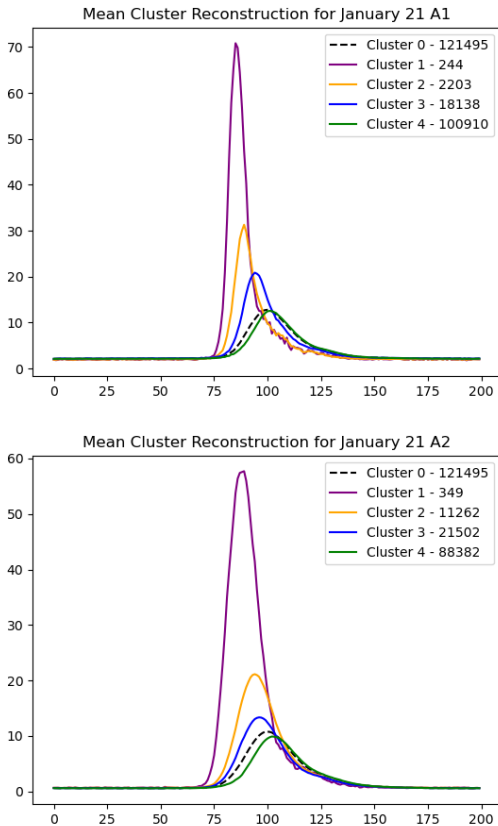 Mean Cluster Reconstruction for January 21 A1
70
60
50
40
30
20
10
0
Cluster 0 - 121495
Cluster 1 - 244
Cluster 2 - 2203
Cluster 3 - 18138
Cluster 4 - 100910
0 25 50 75 100 125 150 175 200
Mean Cluster Reconstruction for January 21 A2
60
50
40
30
20
10
0
Cluster 0 - 121495
Cluster 1 - 349
Cluster 2 - 11262
Cluster 3 - 21502
Cluster 4 - 88382
0 25 50 75 100 125 150 175 200